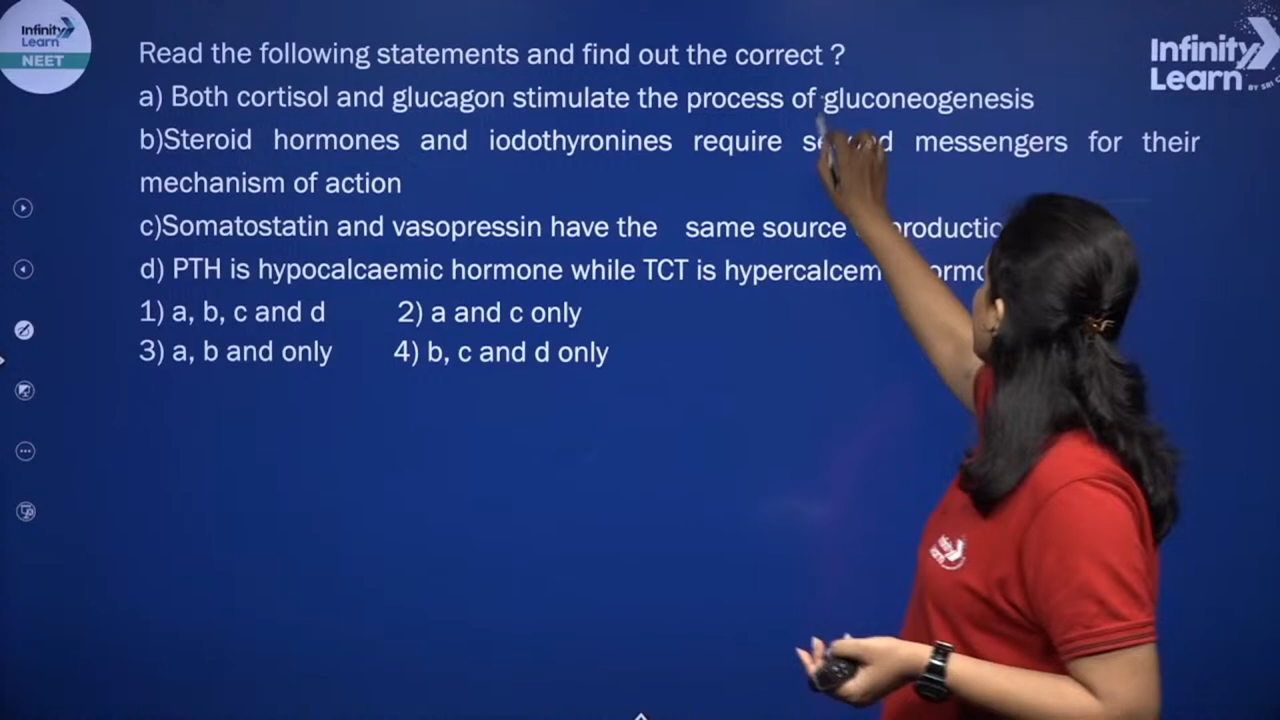 Infinity
Learn
NEET
Infinity
Learn
BY SRI
Read the following statements and find out the correct ?
a) Both cortisol and glucagon stimulate the process of gluconeogenesis
b)Steroid hormones and iodothyronines require messengers for their
mechanism of action
c)Somatostatin and vasopressin have the same source
d) PTH is hypocalcaemic hormone while TCT is
1) a, b, c and d 2) a and c only
3) a, b and only 4) b, c and d only